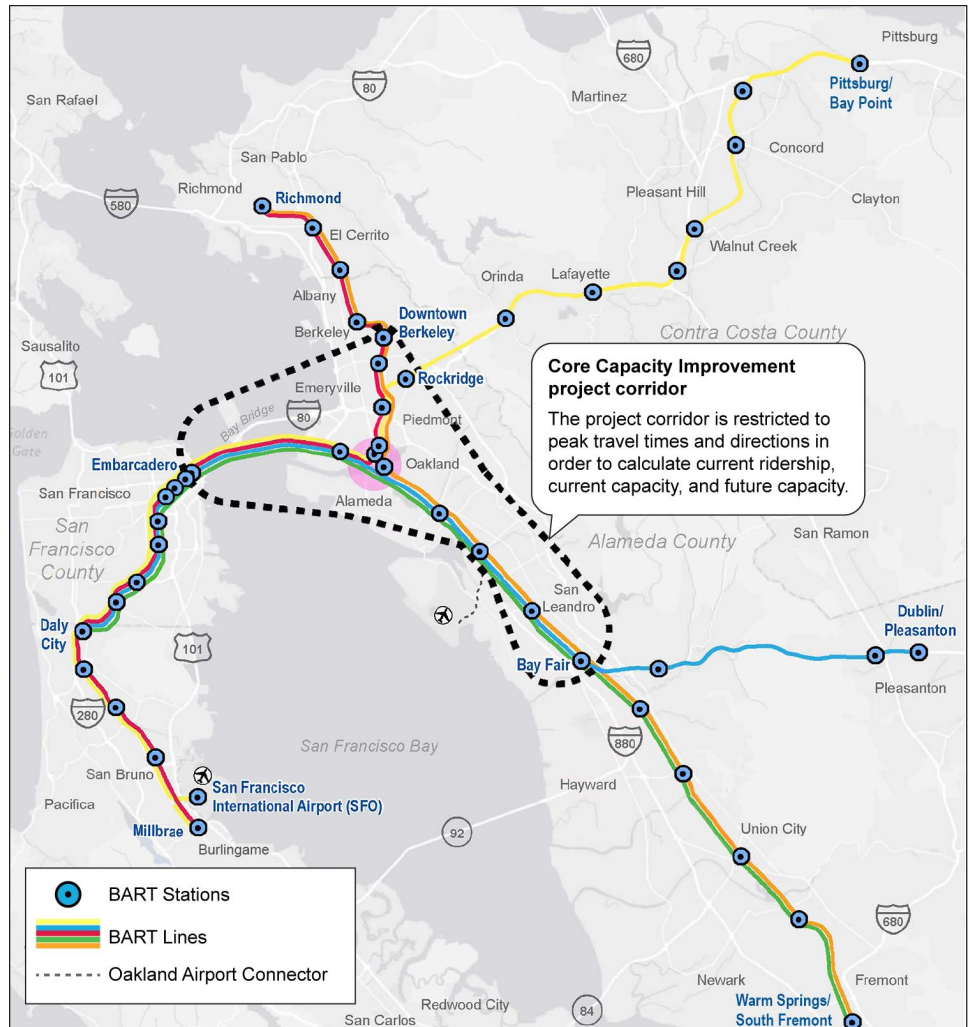 Pittsburg
680
Pittsburg/
Bay Point
80
Martinez
San Rafael
Concord
San Pablo
Pleasant Hill
Richmond
Richmond
Clayton
580
El Cerrito
Walnut Creek
Lafayette
Orinda
Albany
Downtown
Berkeley
Berkeley
Contra Costa County
Sausalito
101
Rockridge
Emeryville
80
Bay Bridge
Piedmont
Golden
Gate
Core Capacity Improvement
project corridor
The project corridor is restricted to
peak travel times and directions in
order to calculate current ridership,
current capacity, and future capacity.
Embarcadero
Oakland
San Francisco
Alameda
San
Francisco
County
Alameda County
San Ramon
San
Leandro
Dublin/
Pleasanton
Daly
City
101
Bay Fair
Pleasanton
280
San Francisco Bay
880
San Bruno
Hayward
San Francisco
International Airport (SFO)
Pacifica
Millbrae
92
Burlingame
Union City
BART Stations
BART Lines
Oakland Airport Connector
680
Newark
Fremont
Warm Springs/
South Fremont
Redwood City
84
San Carlos